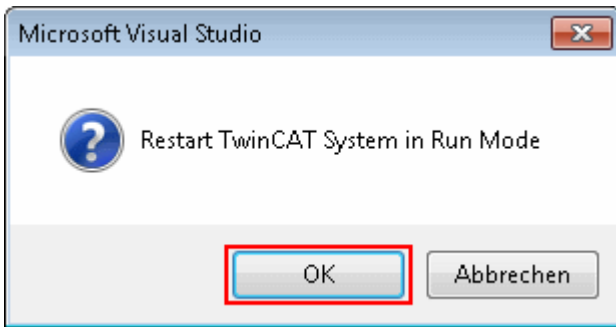 Microsoft Visual Studio
Restart TwinCAT System in Run Mode
OK
Abbrechen